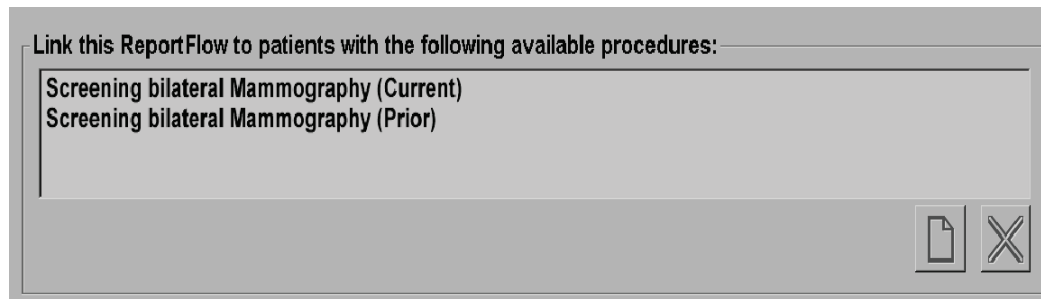 Link this ReportFlow to patients with the following available procedures:
Screening bilateral Mammography (Current)
Screening bilateral Mammography (Prior)